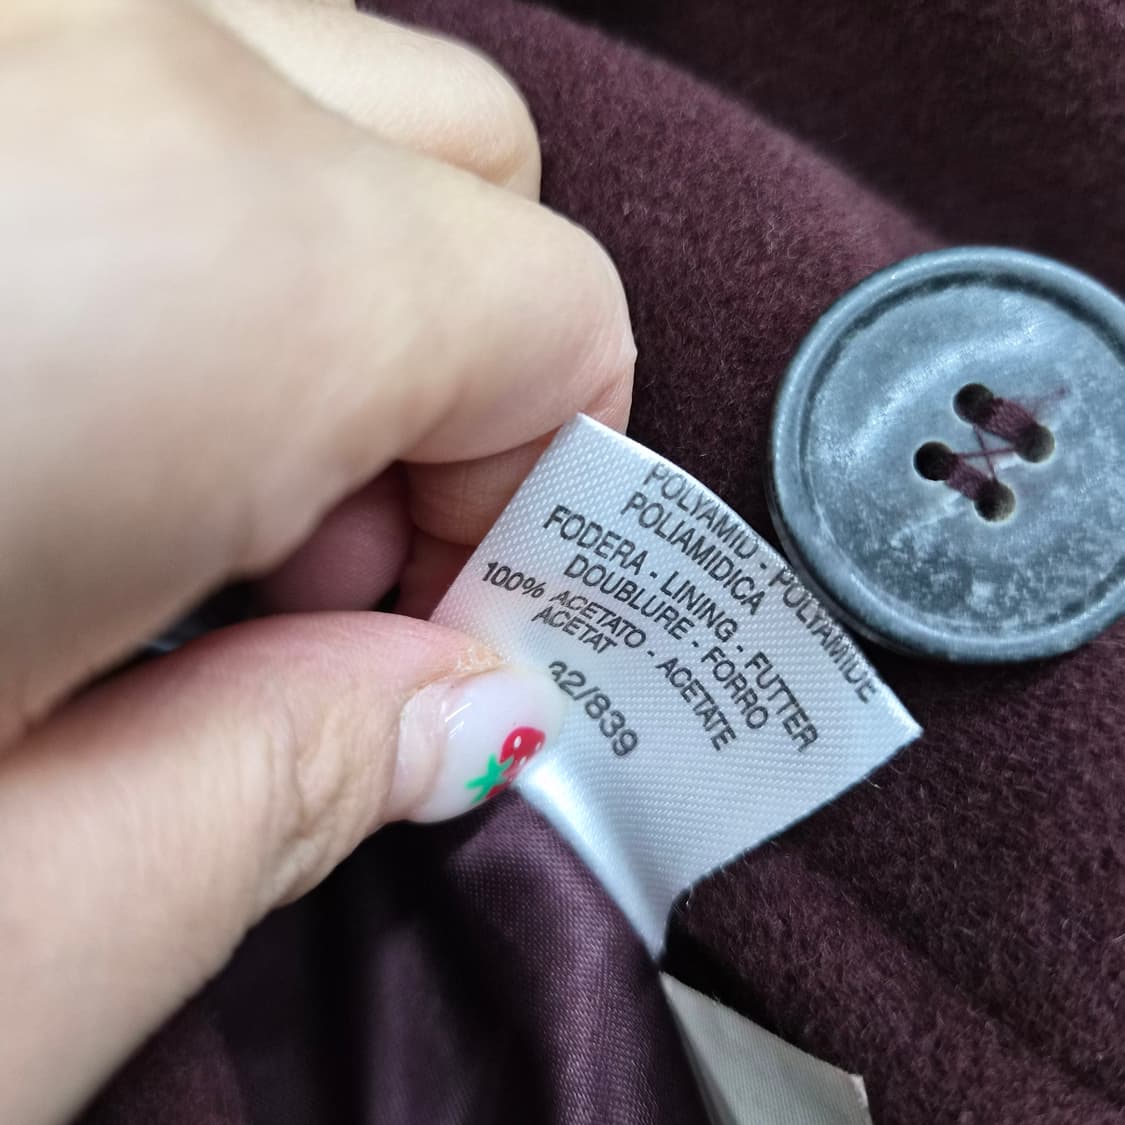 POLYAMID - POLYAMIDE
POLIAMIDICA
FODERA - LINING - FUTTER
DOUBLURE - FORRO
100% ACETATO - ACETATE
ACETAT
32/839